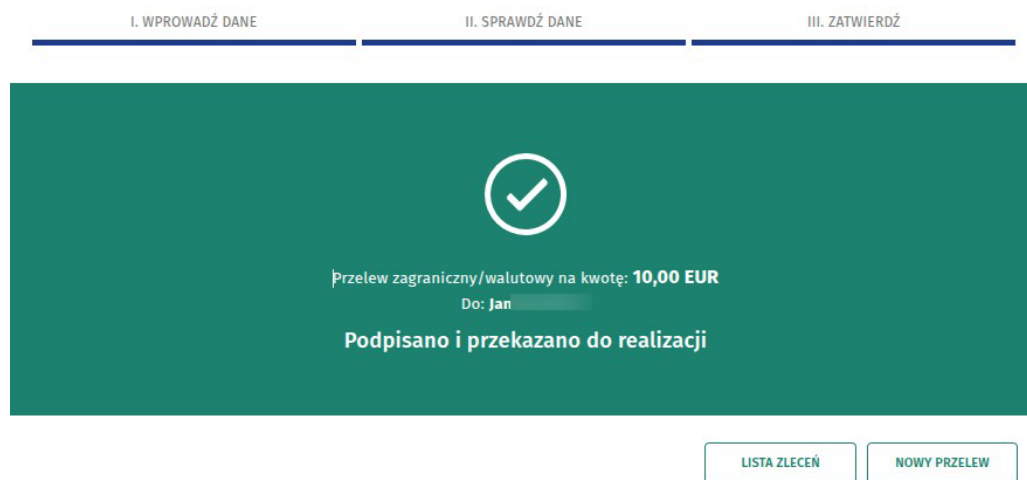 I. WPROWADŹ DANE
II. SPRAWDŹ DANE
III. ZATWIERDŹ
Przelew zagraniczny/walutowy na kwotę: 10,00 EUR
Do: Jan
Podpisano i przekazano do realizacji
LISTA ZLECEŃ
NOWY PRZELEW